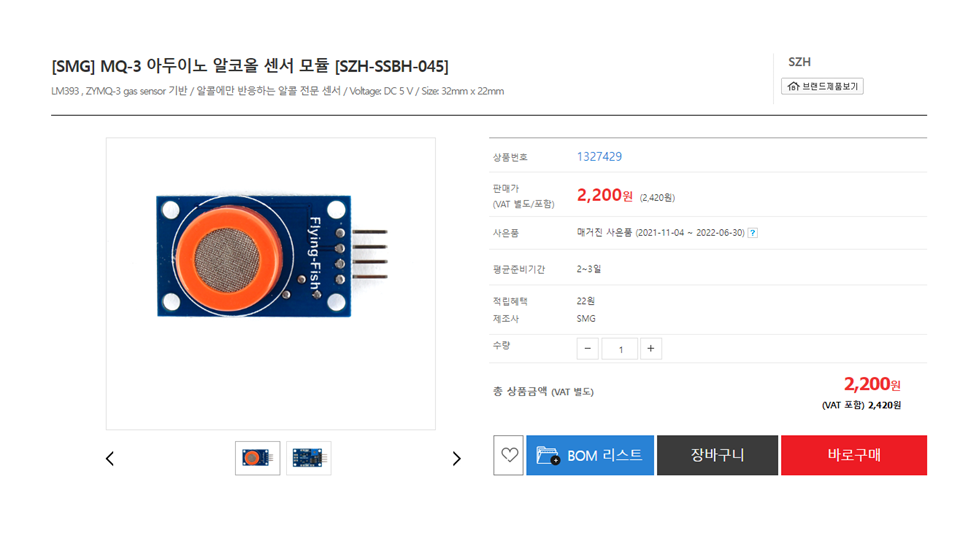 [SMG] MQ-3 아두이노 알코올 센서 모듈 [SZH-SSBH-045]
LM393 , ZYMQ-3 gas sensor 기반 / 알콜에만 반응하는 알콜 전문 센서 / Voltage: DC 5 V / Size: 32mm x 22mm
SZH
브랜드제품보기
Flying-Fish
상품번호 1327429
판매가
(VAT 별도/포함) 2,200원 (2,420원)
사은품 매거진 사은품 (2021-11-04 ~ 2022-06-30) ?
평균준비기간 2~3일
적립혜택 22원
제조사 SMG
수량 − 1 +
총 상품금액 (VAT 별도) 2,200원
(VAT 포함) 2,420원
BOM 리스트 장바구니 바로구매